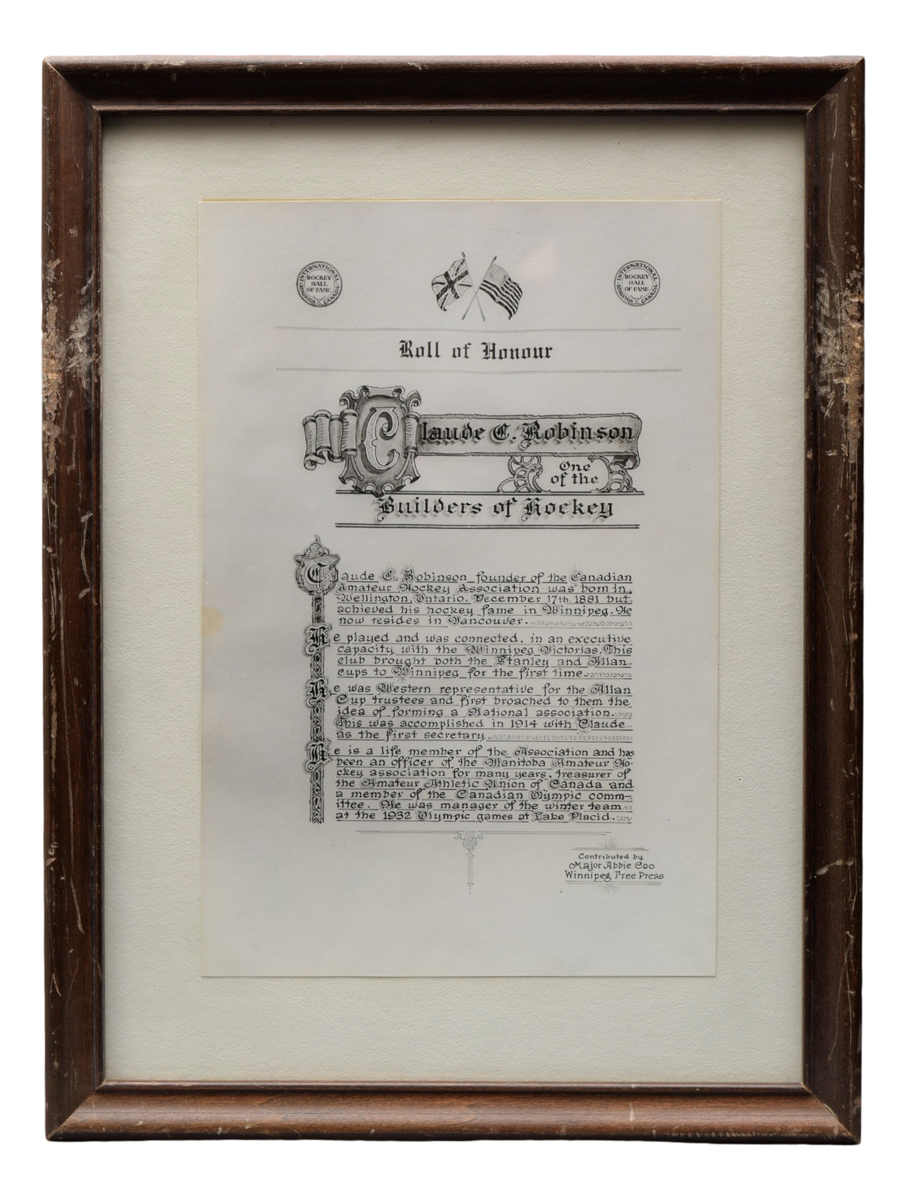 INTERNATIONAL
HOCKEY
HALL
OF FAME
KINGSTON CANADA
INTERNATIONAL
HOCKEY
HALL
OF FAME
KINGSTON CANADA
Roll of Honour
Claude C. Robinson
One
of the
Builders of Hockey
Claude C. Robinson founder of the Canadian
Amateur Hockey Association was born in
Wellington, Ontario, December 17th, 1881 but
achieved his hockey fame in Winnipeg. He
now resides in Vancouver.
He played and was connected, in an executive
capacity with the Winnipeg Victorias. This
club brought both the Stanley and Allan
cups to Winnipeg for the first time.
He was Western representative for the Allan
Cup trustees and first broached to them the
idea of forming a National association.
This was accomplished in 1914 with Claude
as the first secretary.
He is a life member of the Association and has
been an officer of the Manitoba Amateur Ho-
ckey association for many years, treasurer of
the Amateur Athletic Union of Canada and
a member of the Canadian Olympic comm-
ittee. He was manager of the winter team
at the 1932 Olympic games at Lake Placid.
Contributed by
Major Abbie Coo
Winnipeg Free Press